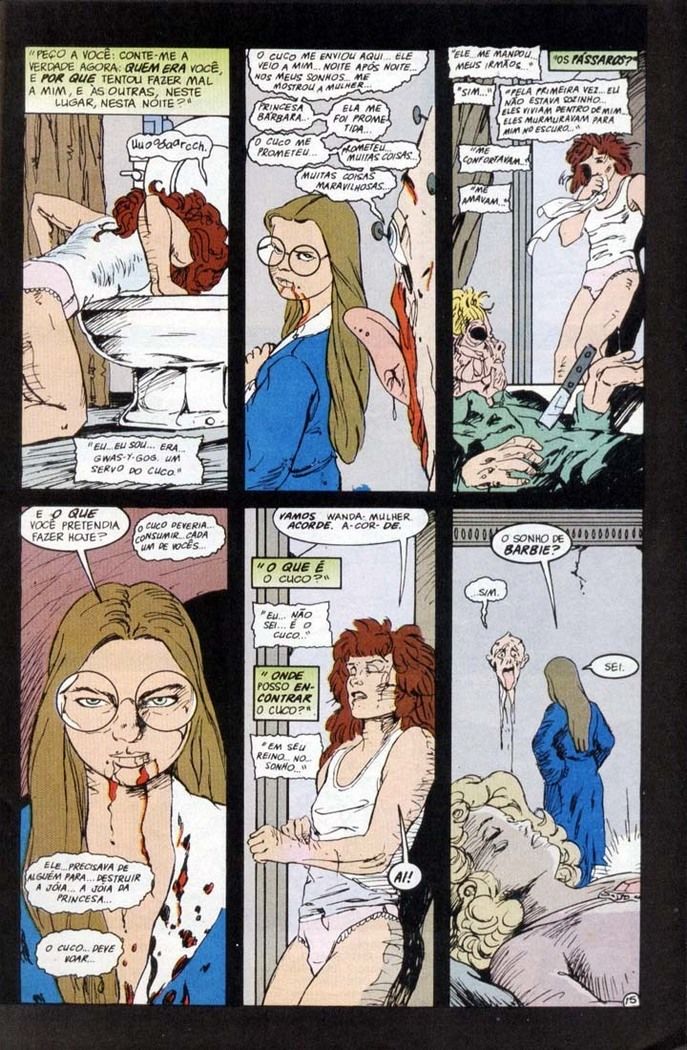 "PEÇO A VOCÊ: CONTE-ME A
VERDADE AGORA: QUEM ERA VOCÊ,
E POR QUE TENTOU FAZER MAL
A MIM, E ÀS OUTRAS, NESTE
LUGAR, NESTA NOITE?"
UUOGGAARCCH.
"EU... EU SOU... ERA...
GWAS-Y-GOG. UM
SERVO DO CUCO."
O CUCO ME ENVIOU AQUI... ELE
VEIO A MIM... NOITE APÓS NOITE...
NOS MEUS SONHOS... ME
MOSTROU A MULHER...
PRINCESA
BÁRBARA...
ELA ME
FOI PROME-
TIDA...
O CUCO ME
PROMETEU...
PROMETEU...
MUITAS COISAS...
MUITAS COISAS
MARAVILHOSAS...
"ELE... ME MANDOU...
MEUS IRMÃOS..."
"OS PÁSSAROS?"
"SIM..."
"PELA PRIMEIRA VEZ... EU
NÃO ESTAVA SOZINHO...
ELES VIVIAM DENTRO DE MIM...
ELES MURMURAVAM PARA
MIM NO ESCURO..."
"ME
CONFORTAVAM..."
"ME
AMAVAM..."
E O QUE
VOCÊ PRETENDIA
FAZER HOJE?
O CUCO DEVERIA...
CONSUMIR... CADA
UM DE VOCÊS...
ELE... PRECISAVA DE
ALGUÉM PARA... DESTRUIR
A JÓIA... A JÓIA DA
PRINCESA...
O CUCO... DEVE
VOAR...
VAMOS WANDA- MULHER
ACORDE. A-COR-DE.
"O QUE É
O CUCO?"
"EU... NÃO
SEI... É O
CUCO..."
"ONDE
POSSO EN-
CONTRAR
O CUCO?"
"EM SEU
REINO... NO...
SONHO..."
AI!
O SONHO DE
BARBIE?
...SIM.
SEI.
15